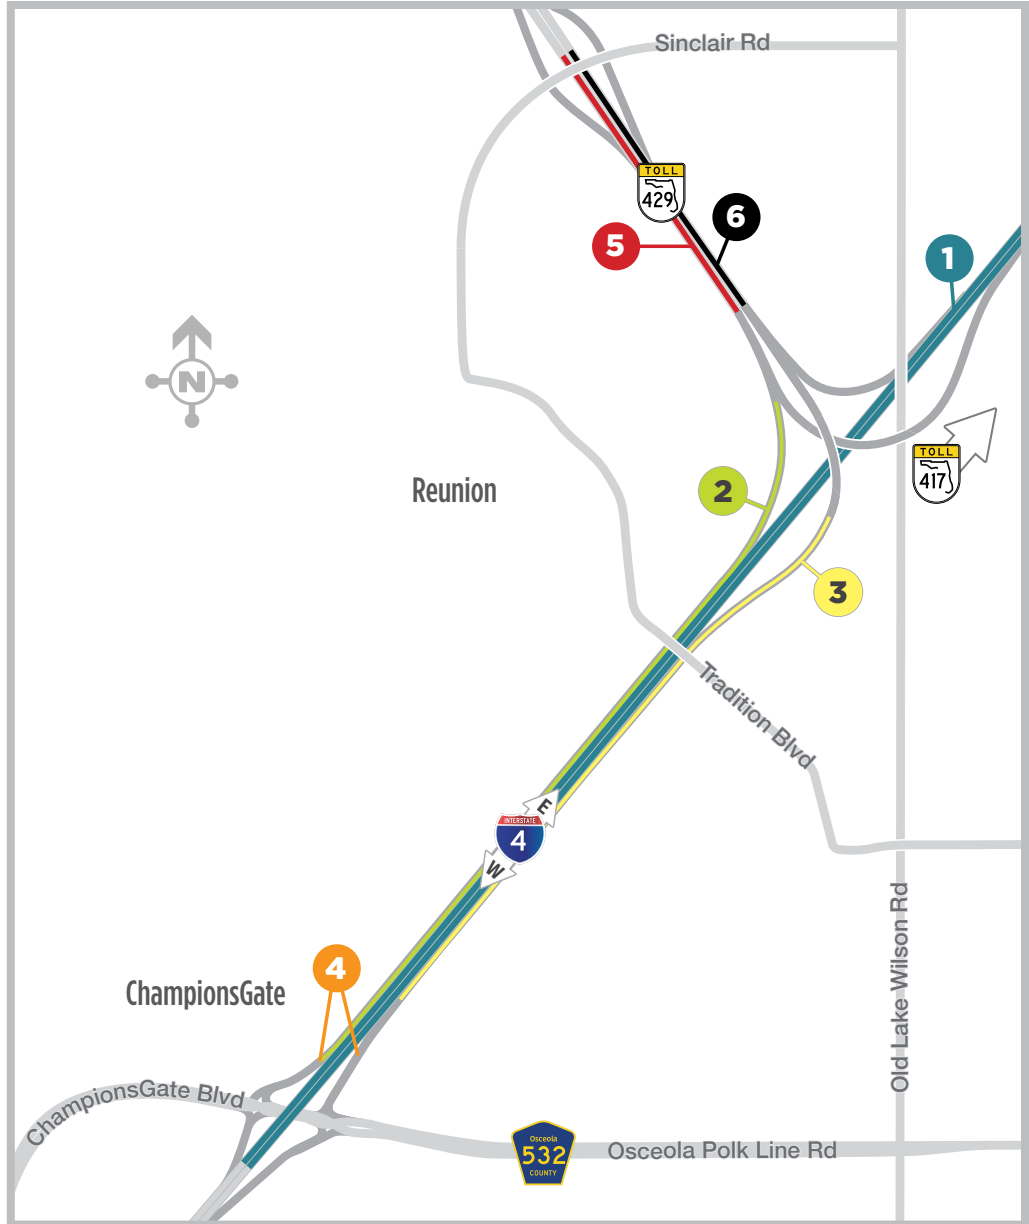 Sinclair Rd
TOLL
429
6
5
1
N
TOLL
417
Reunion
2
3
Tradition Blvd
E
INTERSTATE
4
W
Old Lake Wilson Rd
4
ChampionsGate
ChampionsGate Blvd
Osceola
532
COUNTY
Osceola Polk Line Rd